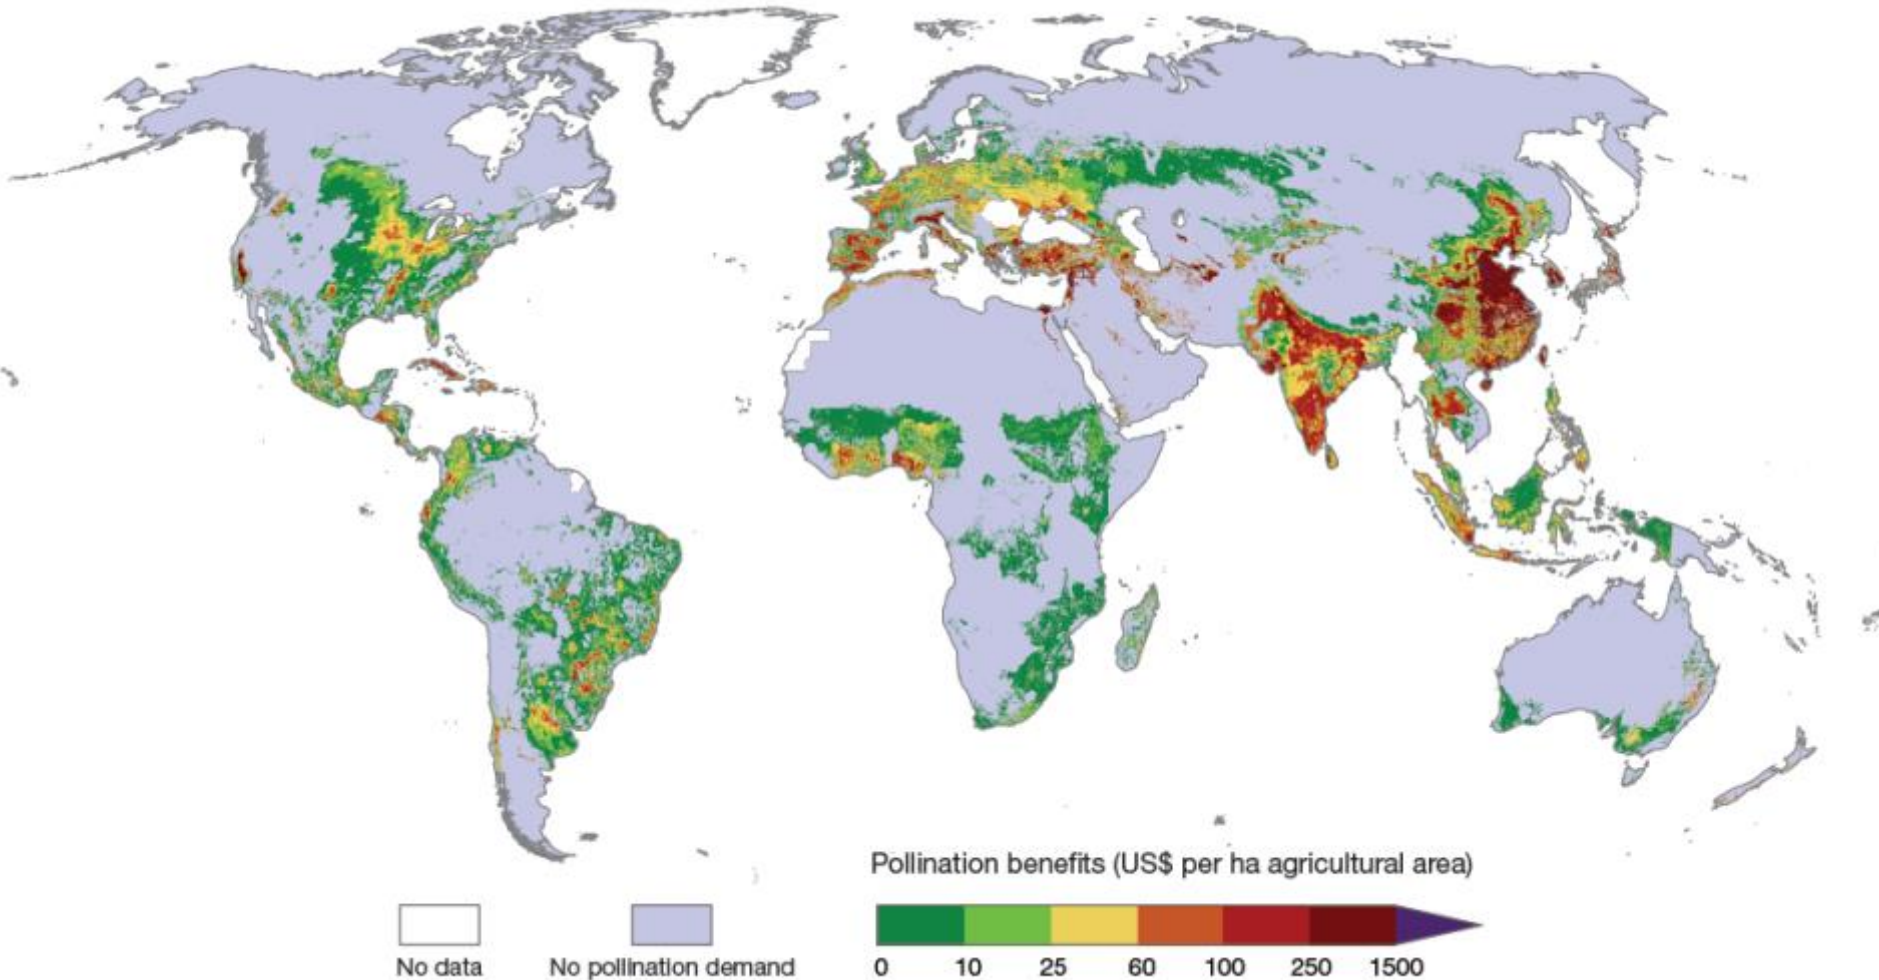 Pollination benefits (US$ per ha agricultural area)
No data
No pollination demand
0 10 25 60 100 250 1500